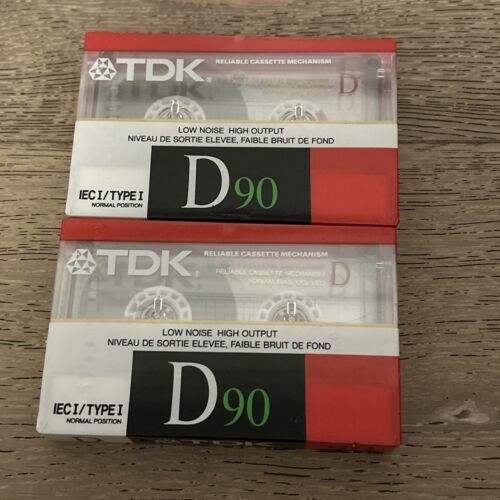 TDK
RELIABLE CASSETTE MECHANISM
D
LOW NOISE HIGH OUTPUT
NIVEAU DE SORTIE ELEVEE, FAIBLE BRUIT DE FOND
IEC I / TYPE I
NORMAL POSITION
D 90
TDK
RELIABLE CASSETTE MECHANISM
RELIABLE CASSETTE MECHANISM
D
LOW NOISE HIGH OUTPUT
NIVEAU DE SORTIE ELEVEE, FAIBLE BRUIT DE FOND
IEC I / TYPE I
NORMAL POSITION
D 90